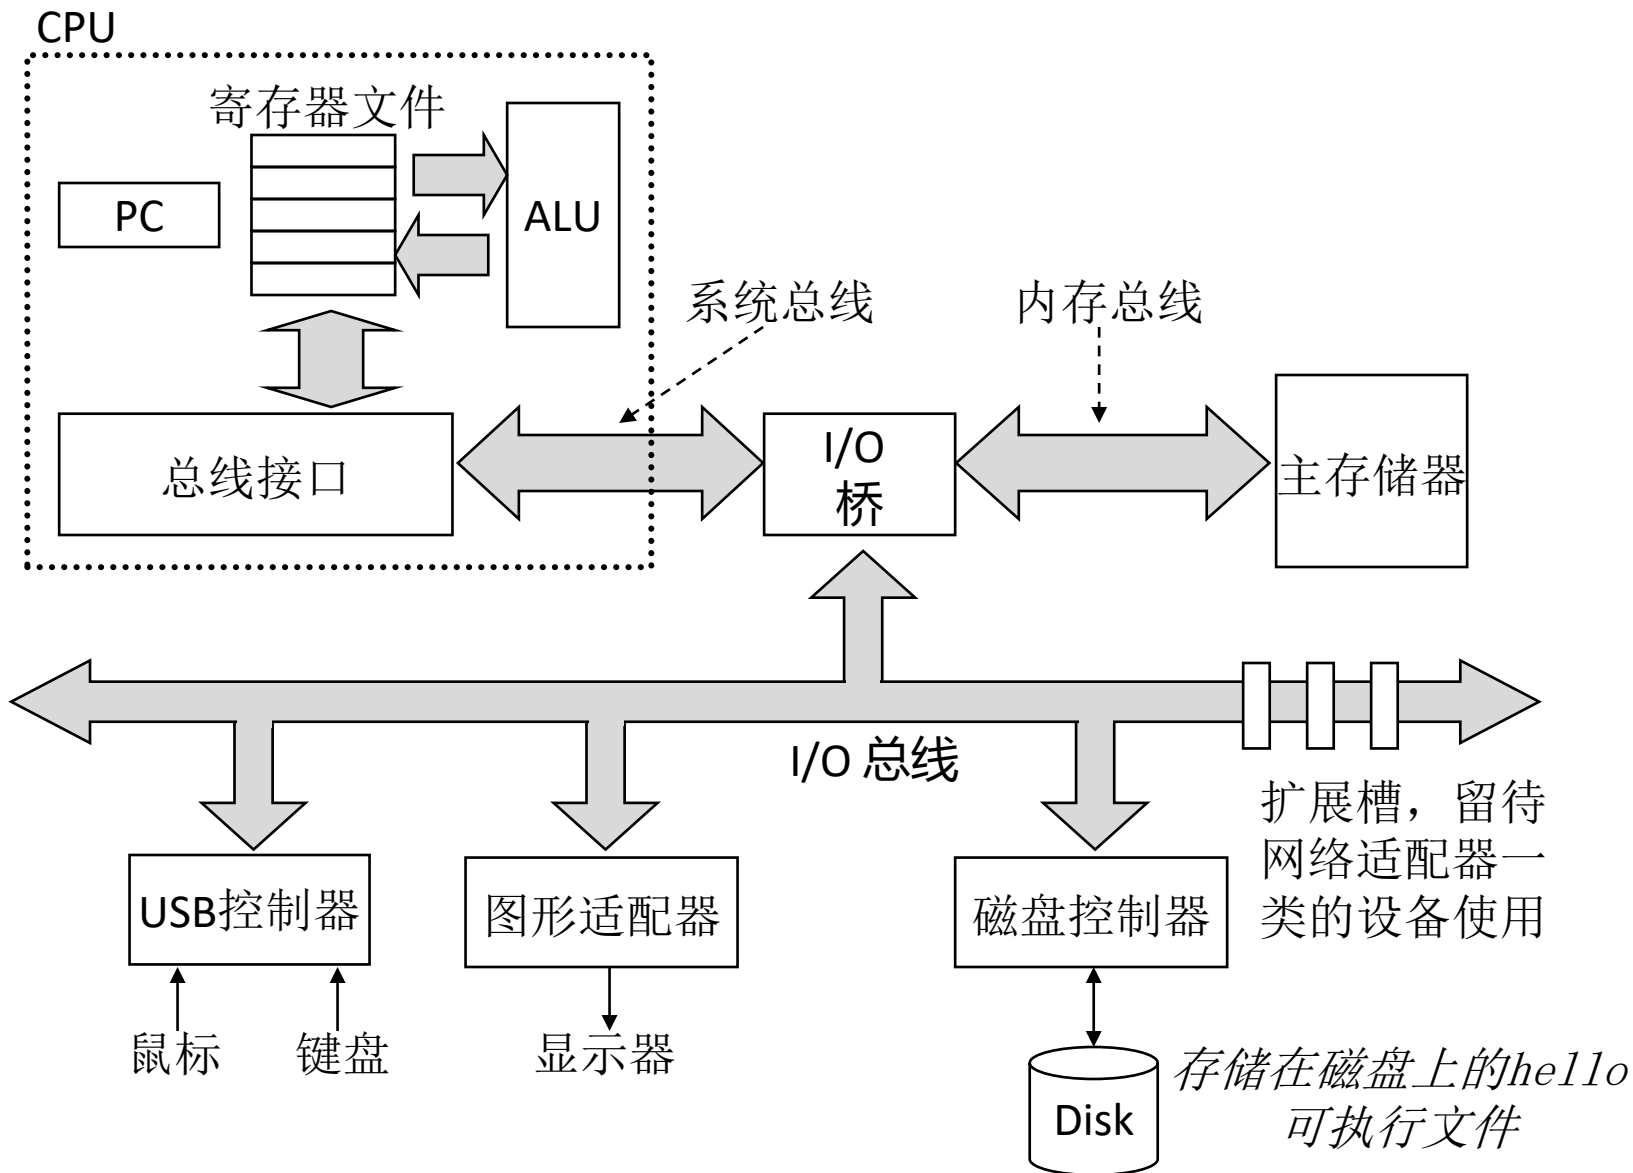 CPU
寄存器文件
PC
ALU
系统总线
内存总线
总线接口
I/O
桥
主存储器
I/O 总线
扩展槽，留待
网络适配器一
类的设备使用
USB控制器
图形适配器
磁盘控制器
鼠标
键盘
显示器
Disk
存储在磁盘上的hello
可执行文件